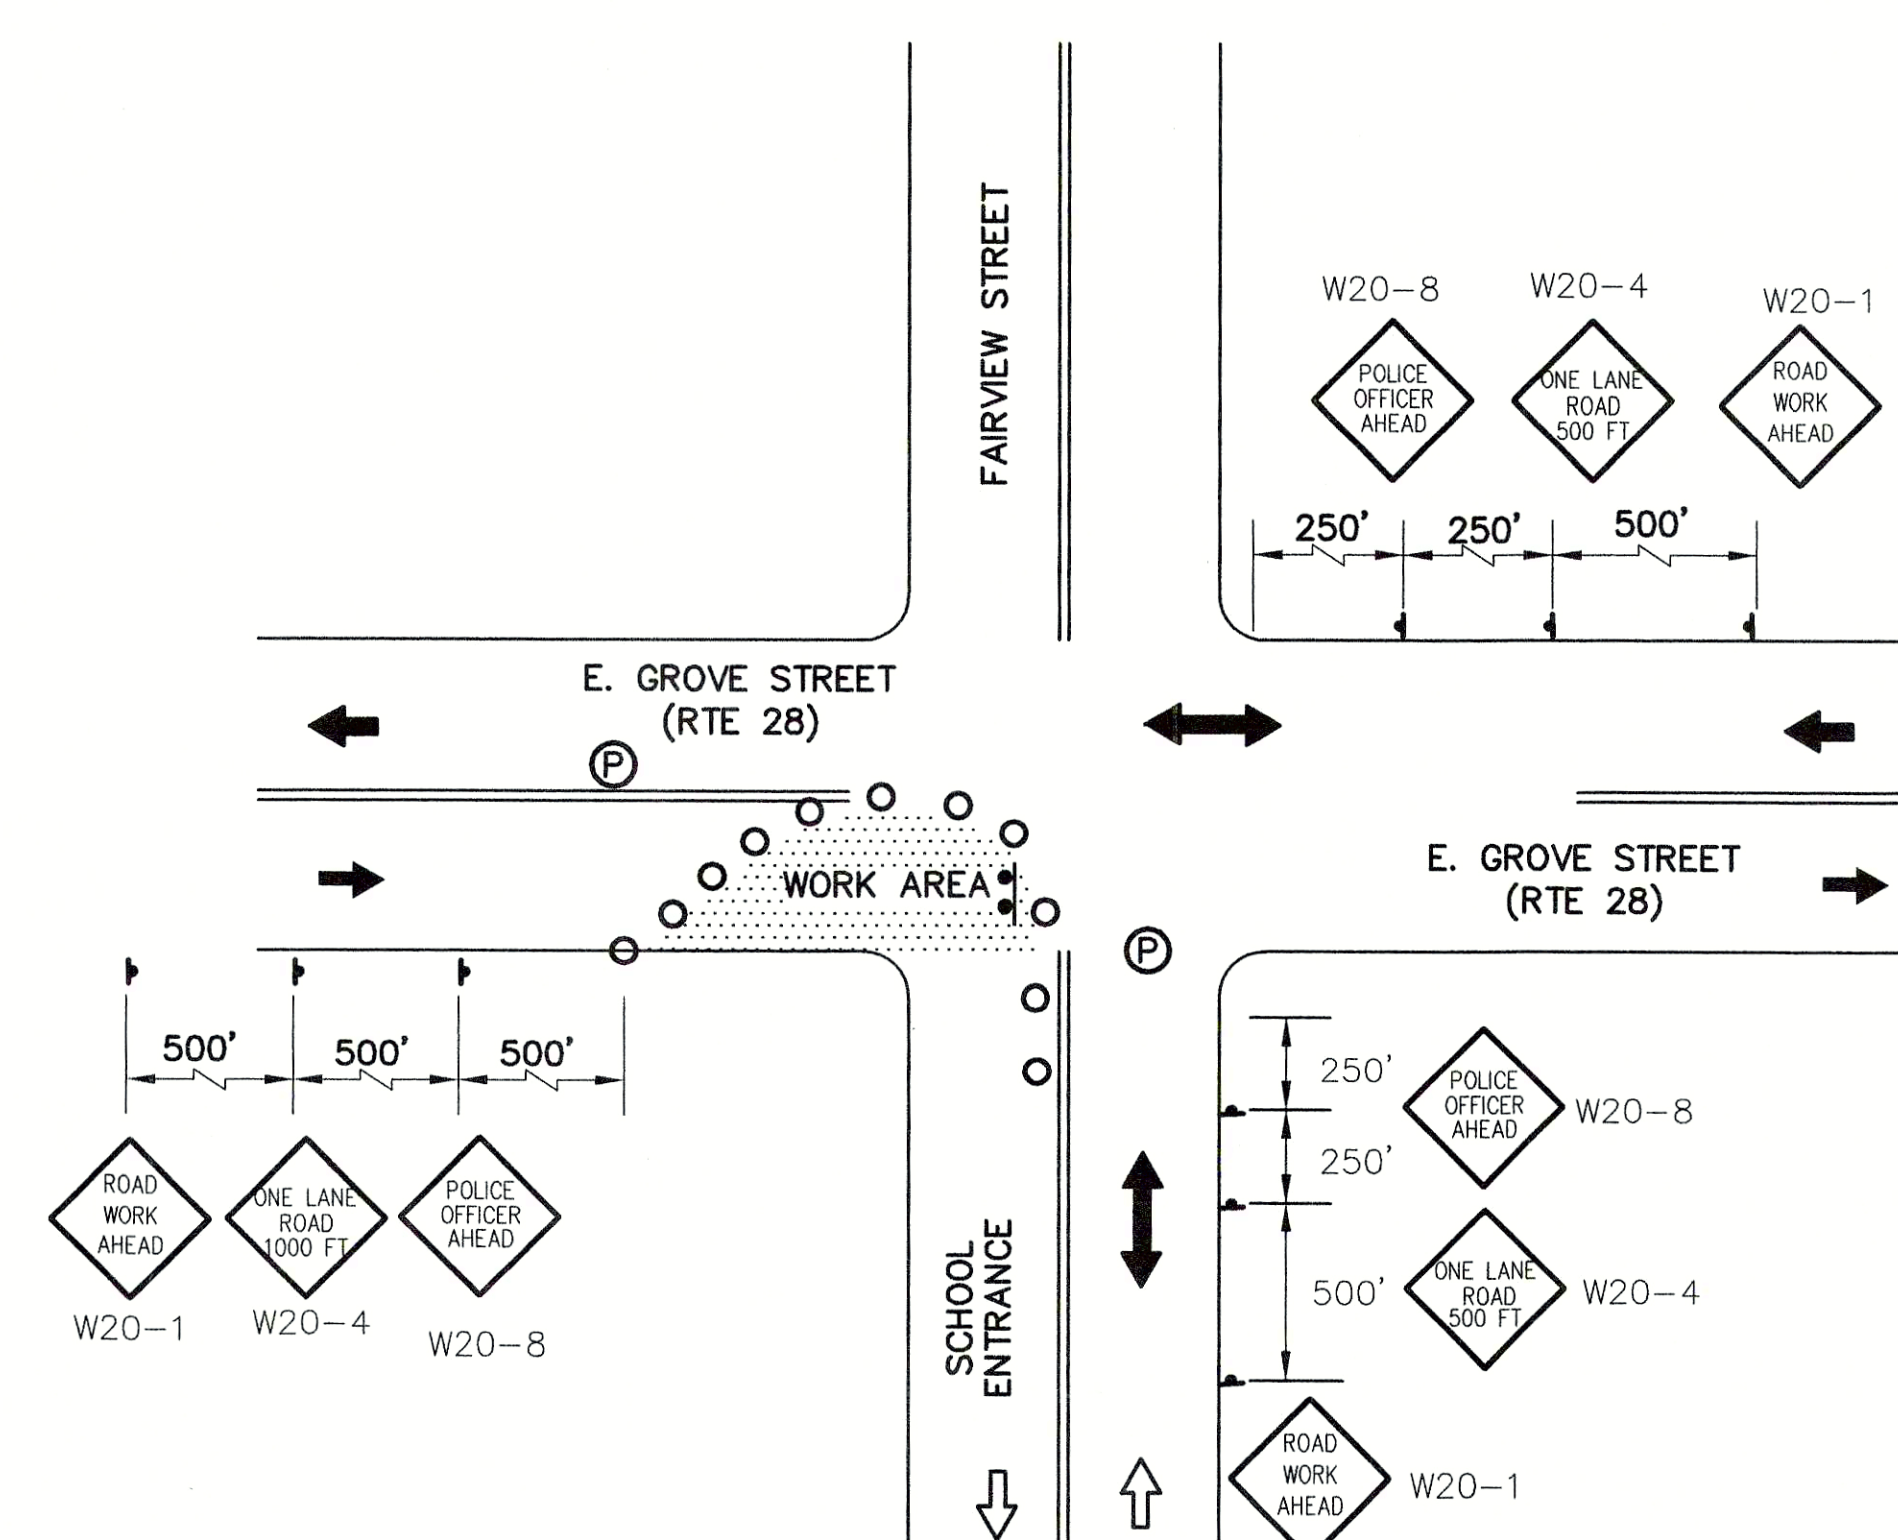 FAIRVIEW STREET
W20-8
W20-4
W20-1
POLICE
OFFICER
AHEAD
ONE LANE
ROAD
500 FT
ROAD
WORK
AHEAD
250'
250'
500'
E. GROVE STREET
(RTE 28)
P
WORK AREA
E. GROVE STREET
(RTE 28)
P
500'
500'
500'
ROAD
WORK
AHEAD
ONE LANE
ROAD
1000 FT
POLICE
OFFICER
AHEAD
W20-1
W20-4
W20-8
SCHOOL
ENTRANCE
250'
250'
500'
POLICE
OFFICER
AHEAD
W20-8
ONE LANE
ROAD
500 FT
W20-4
ROAD
WORK
AHEAD
W20-1